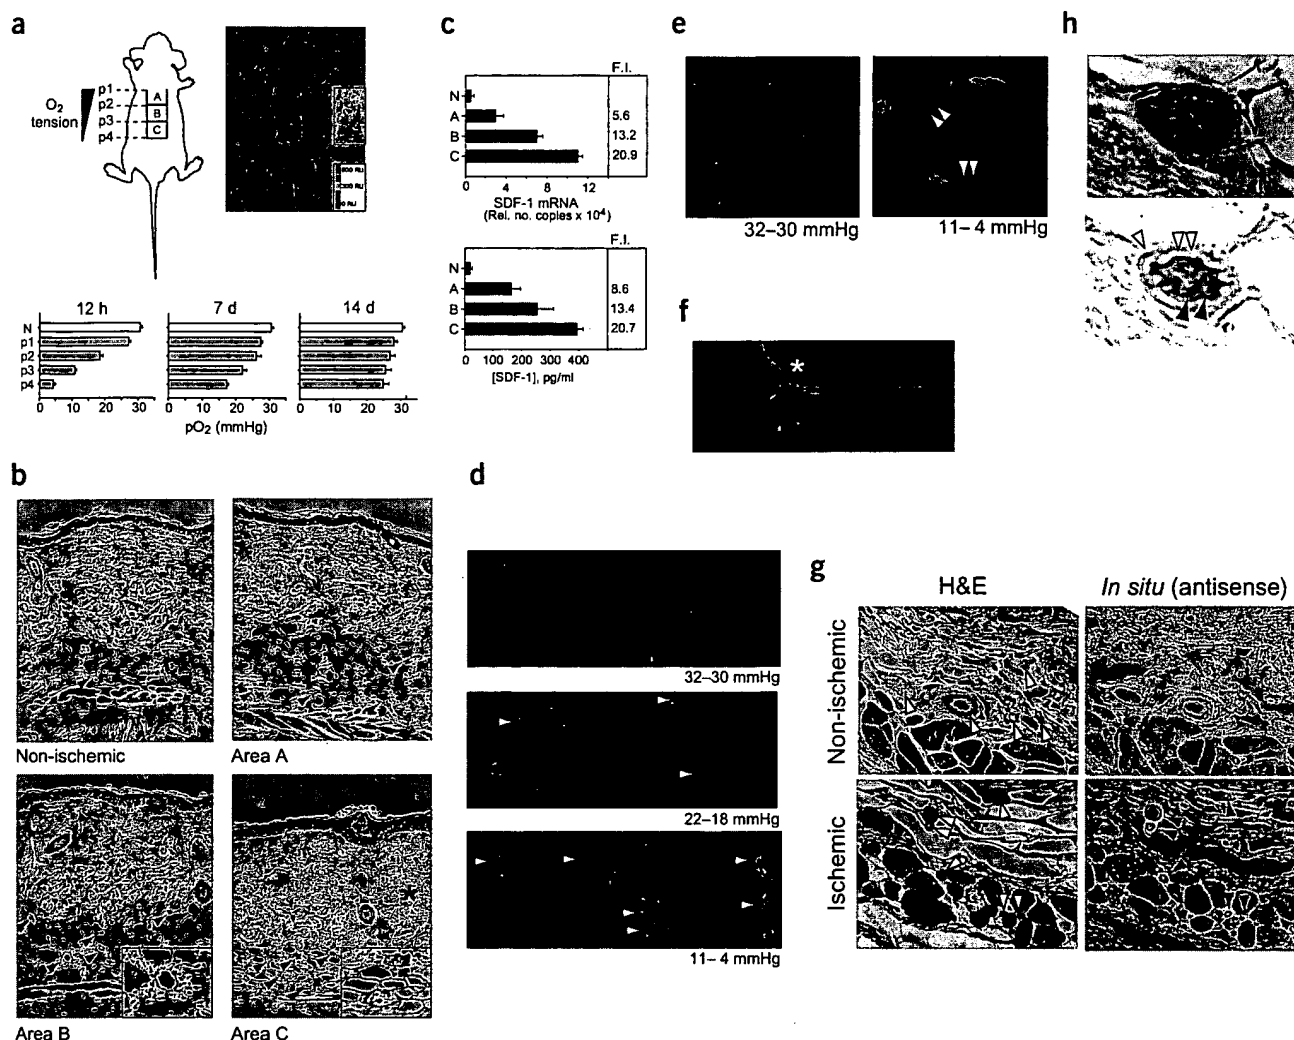 a
O2
tension
p1
p2
p3
p4
A
B
C
12 h
7 d
14 d
N
p1
p2
p3
p4
0 10 20 30
0 10 20 30
0 10 20 30
pO2 (mmHg)
b
Non-ischemic
Area A
Area B
Area C
*
c
F.I.
N
A 5.6
B 13.2
C 20.9
0 4 8 12
SDF-1 mRNA
(Rel. no. copies x 10^4)
F.I.
N
A 8.6
B 13.4
C 20.7
0 100 200 300 400
[SDF-1], pg/ml
d
32–30 mmHg
22–18 mmHg
11– 4 mmHg
e
32–30 mmHg
11– 4 mmHg
f
*
g
H&E
In situ (antisense)
Non-ischemic
Ischemic
h